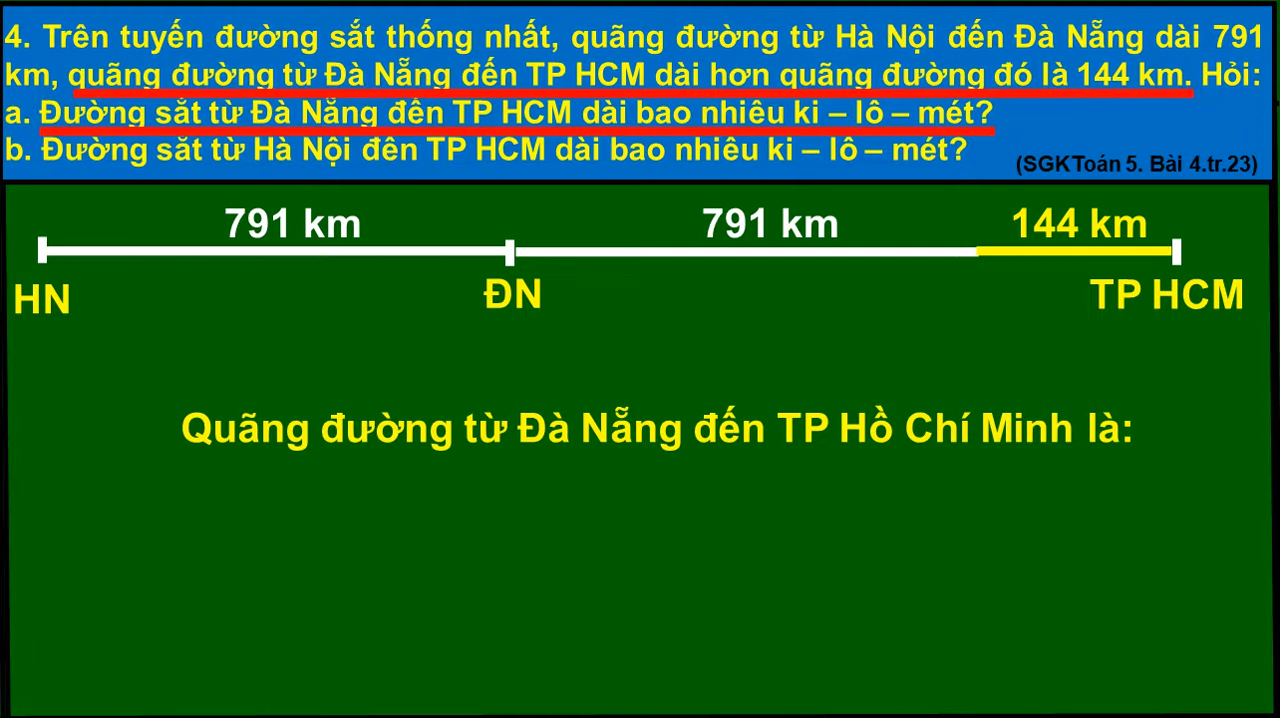 4. Trên tuyến đường sắt thống nhất, quãng đường từ Hà Nội đến Đà Nẵng dài 791
km, quãng đường từ Đà Nẵng đến TP HCM dài hơn quãng đường đó là 144 km. Hỏi:
a. Đường sắt từ Đà Nẵng đến TP HCM dài bao nhiêu ki – lô – mét?
b. Đường sắt từ Hà Nội đến TP HCM dài bao nhiêu ki – lô – mét?
(SGKToán 5. Bài 4.tr.23)
791 km 791 km 144 km
HN ĐN TP HCM
Quãng đường từ Đà Nẵng đến TP Hồ Chí Minh là: